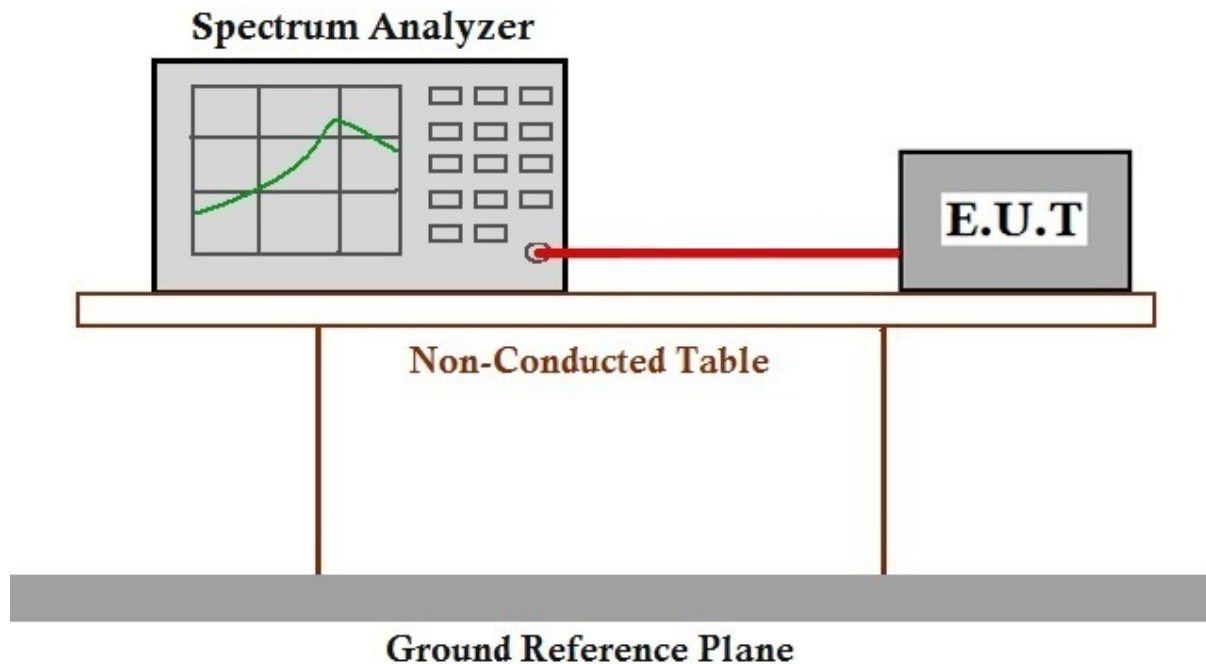 Spectrum Analyzer
E.U.T
Non-Conducted Table
Ground Reference Plane